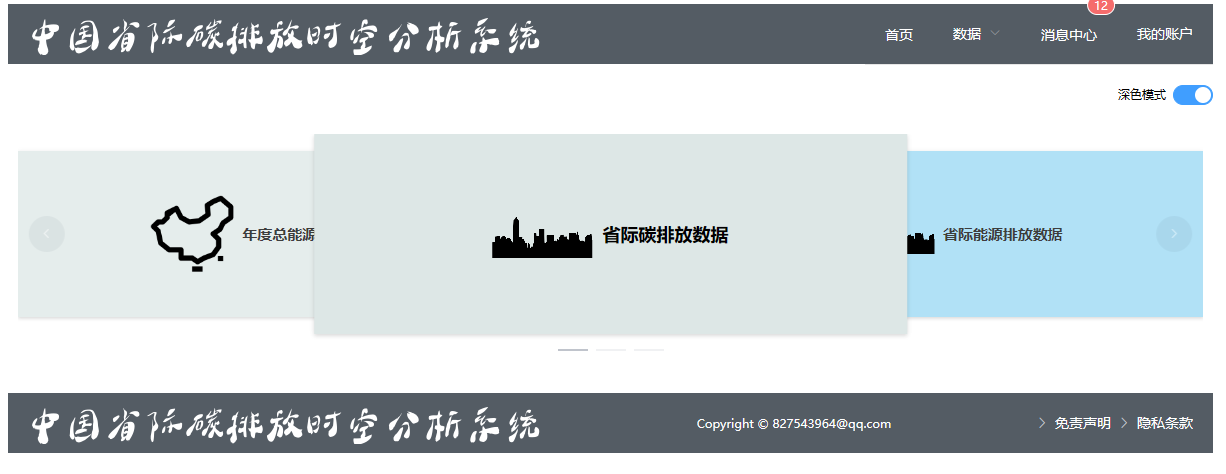 中国省际碳排放时空分析系统
首页 数据 消息中心 12 我的账户
深色模式
年度总能源
省际碳排放数据
省际能源排放数据
中国省际碳排放时空分析系统
Copyright © 827543964@qq.com
免责声明 隐私条款